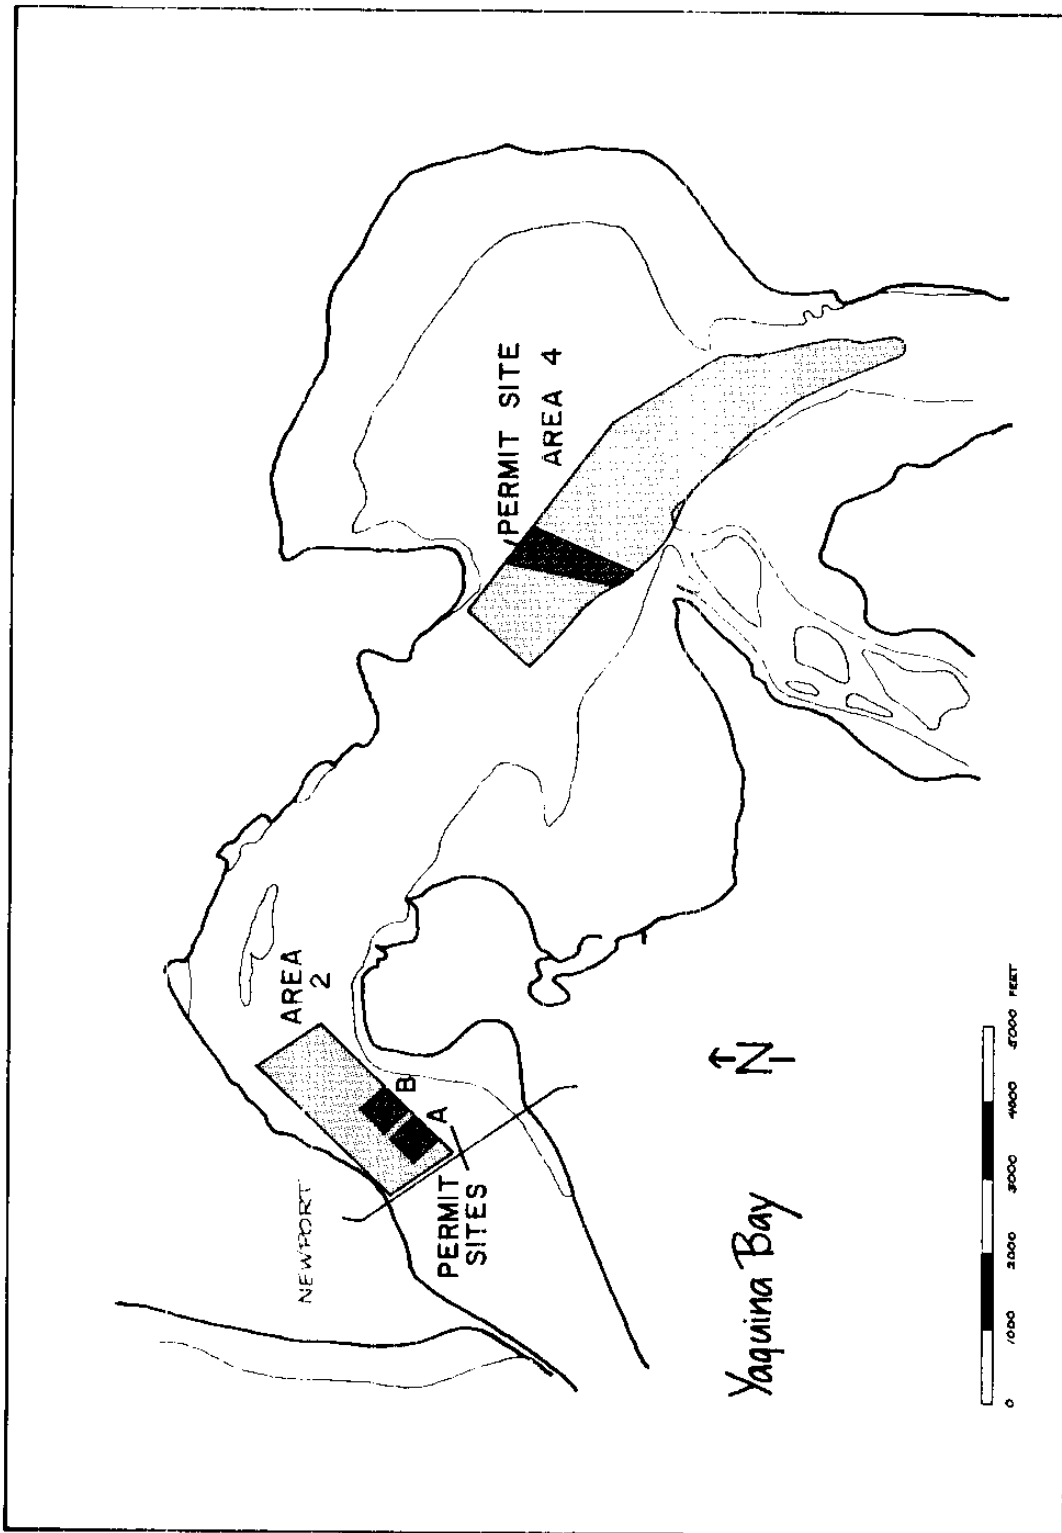 NEWPORT
AREA
2
B
A
PERMIT
SITES
PERMIT SITE
AREA 4
Yaquina Bay
N
0 1000 2000 3000 4000 5000 FEET